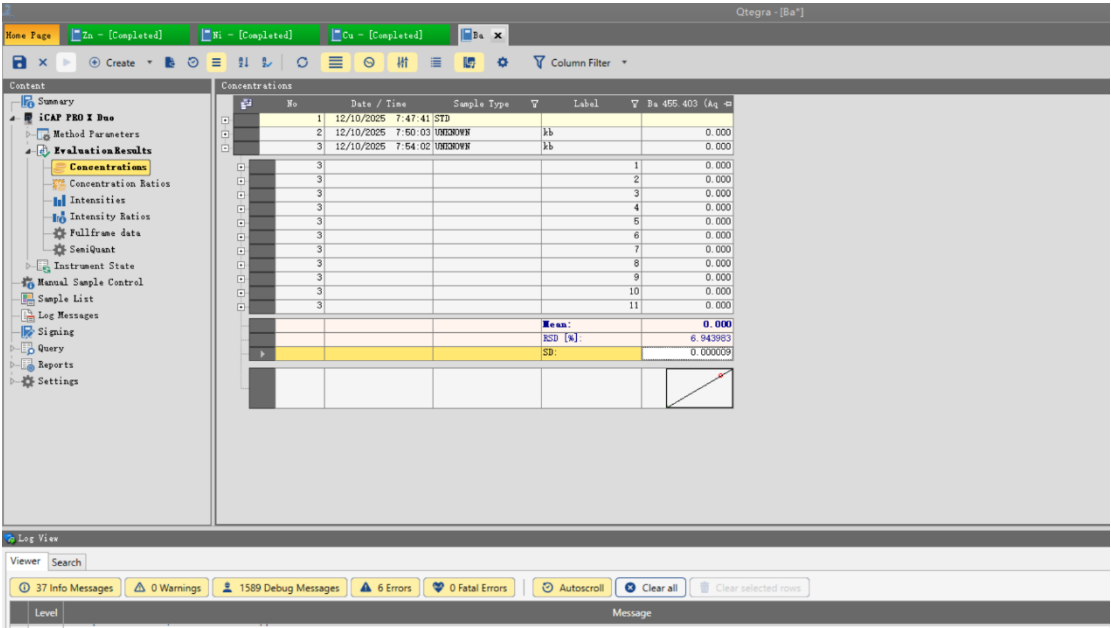 Qtegra - [Ba*]
Home Page Zn - [Completed] Ni - [Completed] Cu - [Completed] Ba
Create Column Filter
Content
Summary
iCAP PRO X Duo
Method Parameters
EvaluationResults
Concentrations
Concentration Ratios
Intensities
Intensity Ratios
Fullframe data
SemiQuant
Instrument State
Manual Sample Control
Sample List
Log Messages
Signing
Query
Reports
Settings
Concentrations
No Date / Time Sample Type Label Ba 455.403 (Aq
1 12/10/2025 7:47:41 STD
2 12/10/2025 7:50:03 UNKNOWN kb 0.000
3 12/10/2025 7:54:02 UNKNOWN kb 0.000
3 1 0.000
3 2 0.000
3 3 0.000
3 4 0.000
3 5 0.000
3 6 0.000
3 7 0.000
3 8 0.000
3 9 0.000
3 10 0.000
3 11 0.000
Mean: 0.000
RSD [%]: 6.943983
SD: 0.000009
Log View
Viewer Search
37 Info Messages 0 Warnings 1589 Debug Messages 6 Errors 0 Fatal Errors Autoscroll Clear all Clear selected rows
Level Message